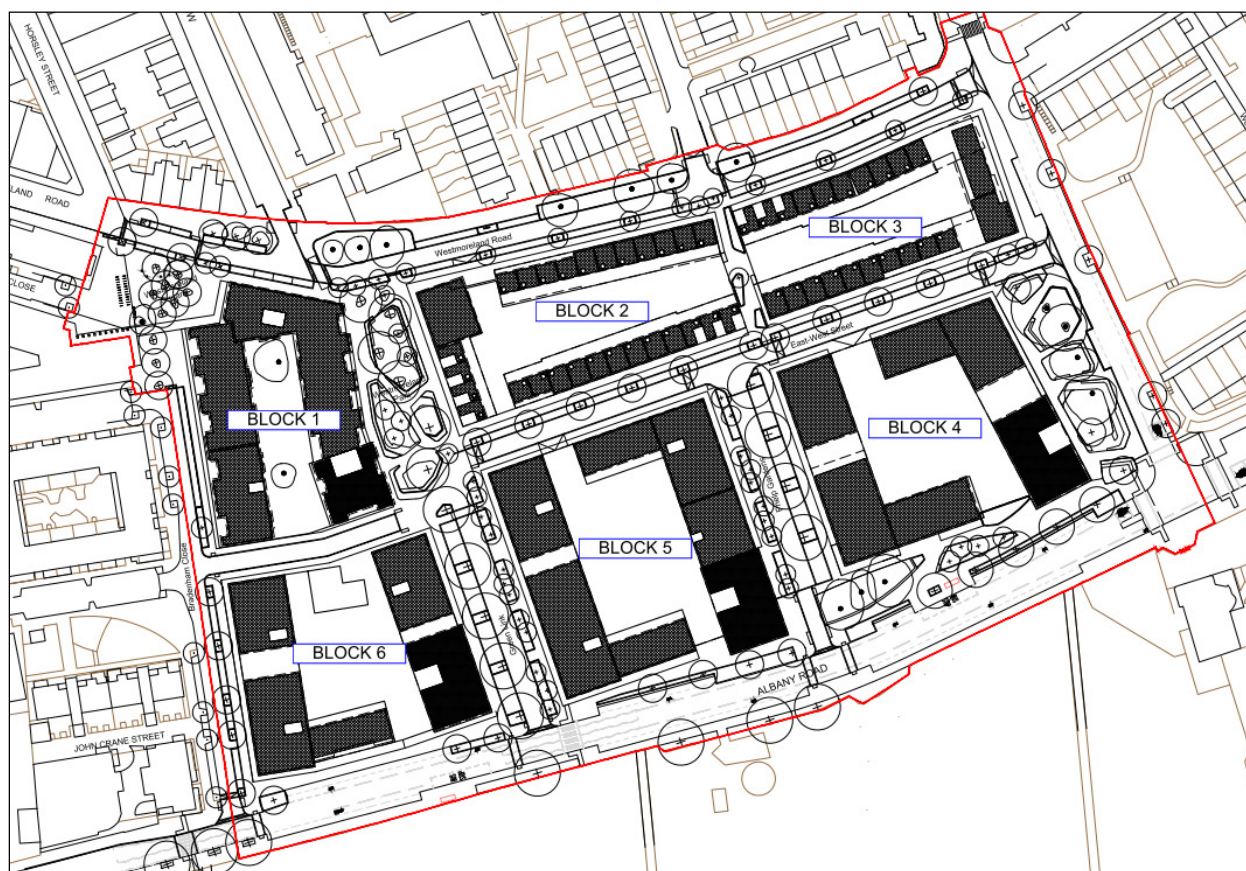 HORSLEY STREET
LAND ROAD
CLOSE
Westmoreland Road
BLOCK 3
BLOCK 2
East-West Street
BLOCK 1
BLOCK 4
BLOCK 5
Bradenham Close
Green Walk
BLOCK 6
ALBANY ROAD
JOHN CRANE STREET